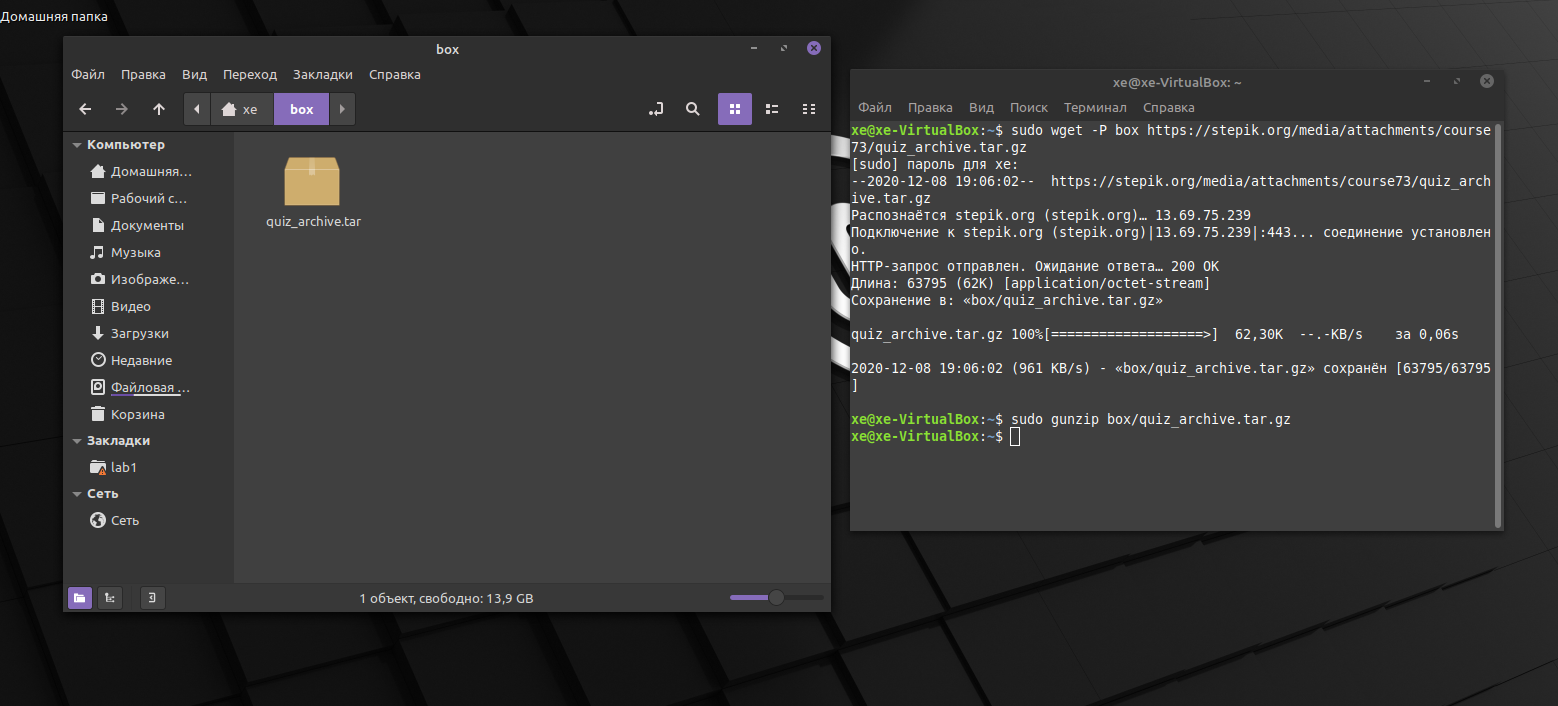 Домашняя папка
box
Файл Правка Вид Переход Закладки Справка
xe box
Компьютер
Домашняя...
Рабочий с...
Документы
Музыка
Изображе...
Видео
Загрузки
Недавние
Файловая ...
Корзина
Закладки
lab1
Сеть
Сеть
quiz_archive.tar
1 объект, свободно: 13,9 GB
xe@xe-VirtualBox: ~
Файл Правка Вид Поиск Терминал Справка
xe@xe-VirtualBox:~$ sudo wget -P box https://stepik.org/media/attachments/course
73/quiz_archive.tar.gz
[sudo] пароль для xe:
--2020-12-08 19:06:02-- https://stepik.org/media/attachments/course73/quiz_arch
ive.tar.gz
Распознаётся stepik.org (stepik.org)… 13.69.75.239
Подключение к stepik.org (stepik.org)|13.69.75.239|:443... соединение установлен
о.
HTTP-запрос отправлен. Ожидание ответа… 200 OK
Длина: 63795 (62K) [application/octet-stream]
Сохранение в: «box/quiz_archive.tar.gz»
quiz_archive.tar.gz 100%[===================>] 62,30K --.-KB/s за 0,06s
2020-12-08 19:06:02 (961 KB/s) - «box/quiz_archive.tar.gz» сохранён [63795/63795
]
xe@xe-VirtualBox:~$ sudo gunzip box/quiz_archive.tar.gz
xe@xe-VirtualBox:~$